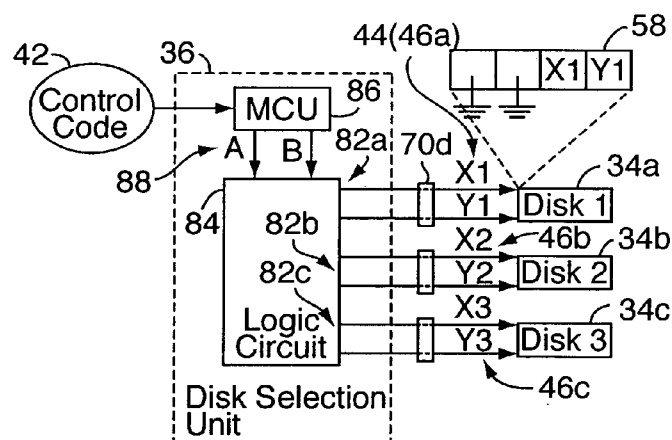 42
36
44(46a)
58
X1 Y1
Control
Code
MCU
86
A
B
82a
70d
88
X1
34a
84
Y1
Disk 1
82b
X2
46b
34b
Y2
Disk 2
82c
X3
34c
Logic
Circuit
Y3
Disk 3
46c
Disk Selection
Unit